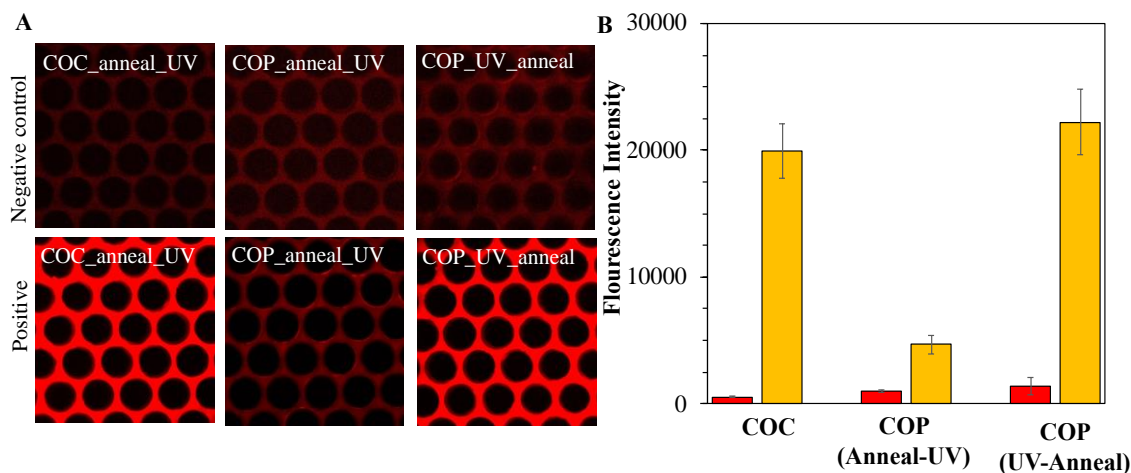 A
Negative control
COC_anneal_UV
COP_anneal_UV
COP_UV_anneal
Positive
COC_anneal_UV
COP_anneal_UV
COP_UV_anneal
B
Flourescence Intensity
30000
20000
10000
0
COC
COP
(Anneal-UV)
COP
(UV-Anneal)